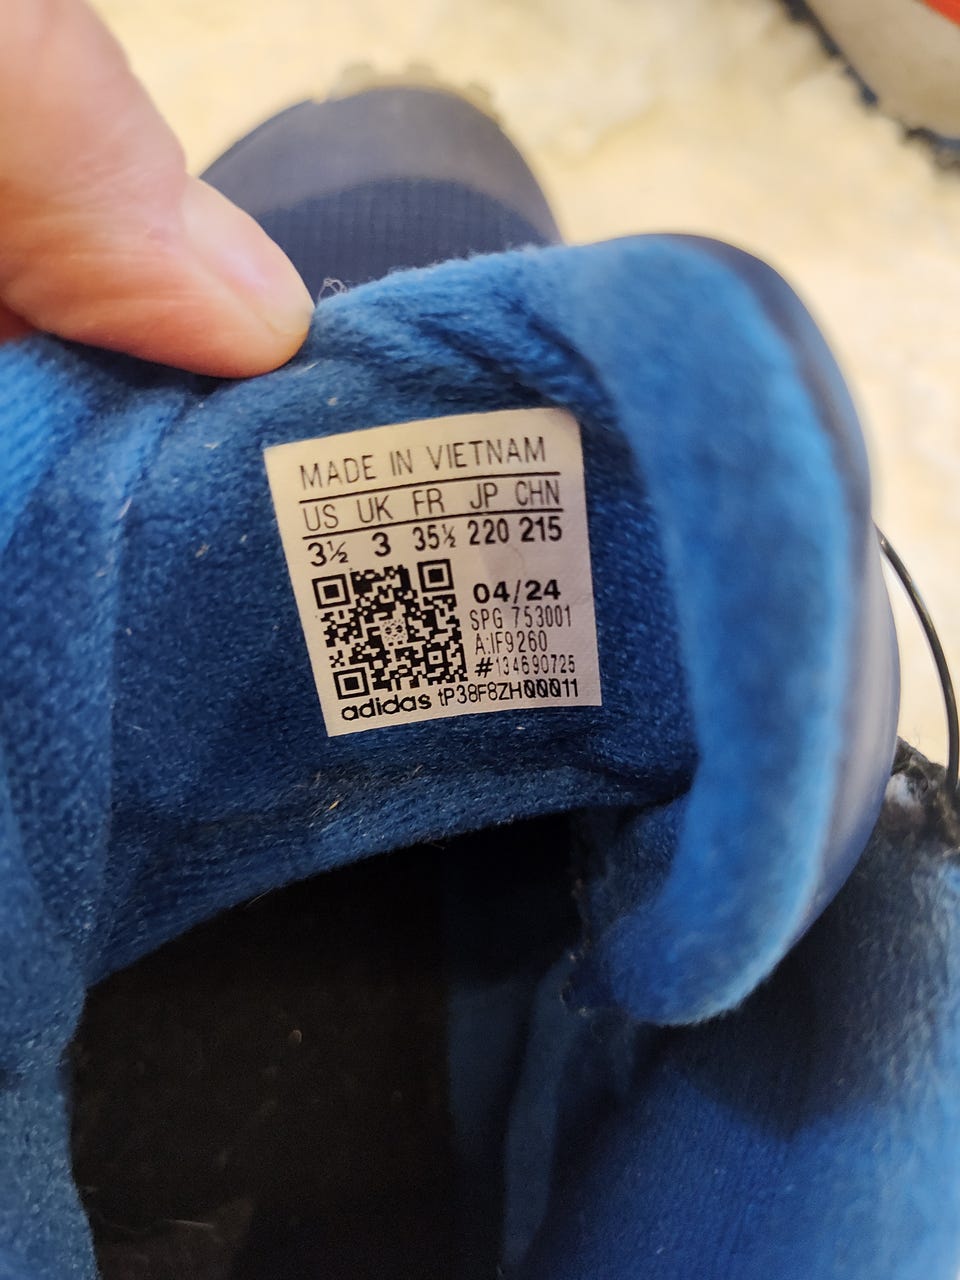 MADE IN VIETNAM
US UK FR JP CHN
3½ 3 35½ 220 215
04/24
SPG 753001
A:IF9260
#134690725
adidas tP38F8ZH00011